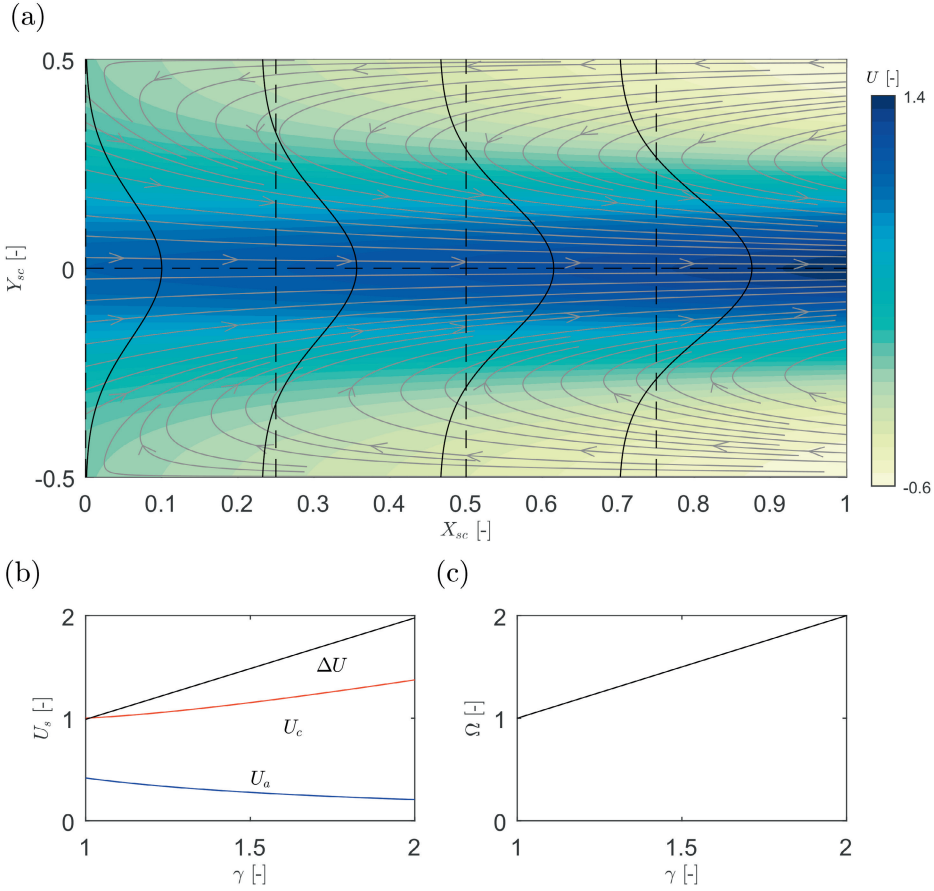 (a)
U [-]
0.5
1.4
Y_sc [-]
0
-0.5
-0.6
0 0.1 0.2 0.3 0.4 0.5 0.6 0.7 0.8 0.9 1
X_sc [-]
(b) (c)
2 2
ΔU
U_s [-] 1 Ω [-] 1
U_c
U_a
0 0
1 1.5 2 1 1.5 2
γ [-] γ [-]